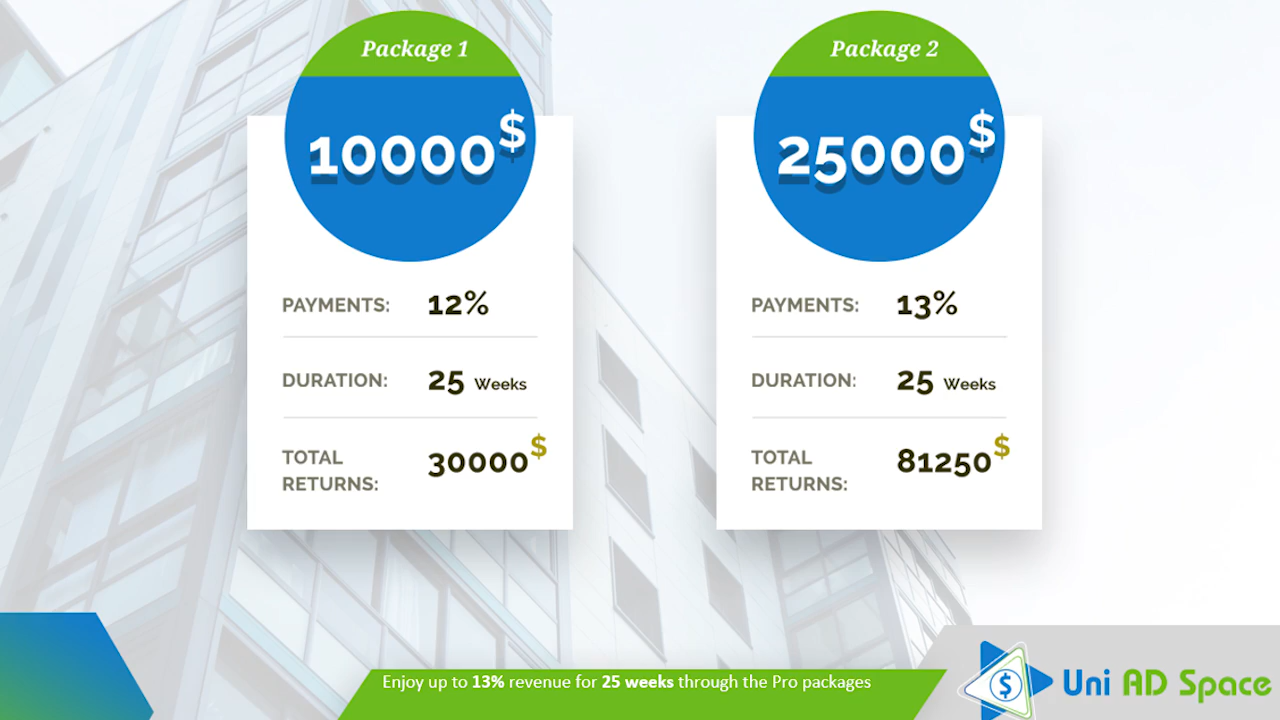 Package 1
10000$
PAYMENTS: 12%
DURATION: 25 Weeks
TOTAL RETURNS: 30000$
Package 2
25000$
PAYMENTS: 13%
DURATION: 25 Weeks
TOTAL RETURNS: 81250$
Enjoy up to 13% revenue for 25 weeks through the Pro packages
$ Uni AD Space